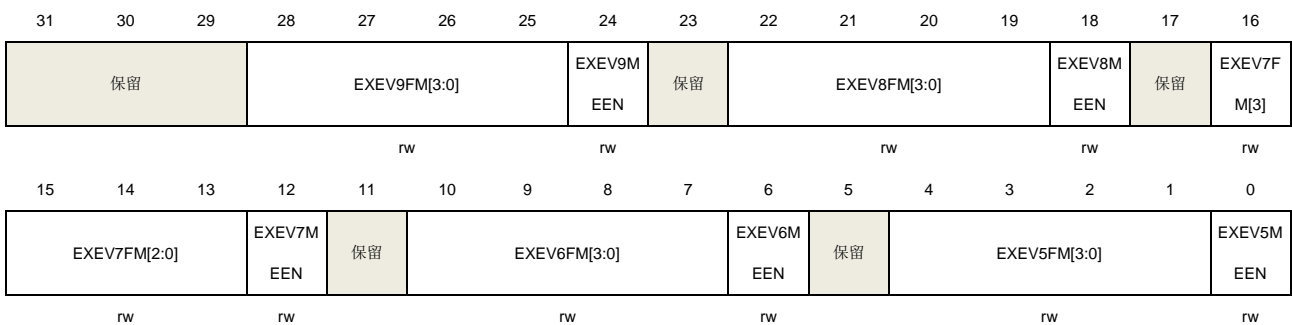 31 30 29 28 27 26 25 24 23 22 21 20 19 18 17 16
保留 EXEV9FM[3:0] EXEV9M EEN 保留 EXEV8FM[3:0] EXEV8M EEN 保留 EXEV7F M[3]
rw rw rw rw rw
15 14 13 12 11 10 9 8 7 6 5 4 3 2 1 0
EXEV7FM[2:0] EXEV7M EEN 保留 EXEV6FM[3:0] EXEV6M EEN 保留 EXEV5FM[3:0] EXEV5M EEN
rw rw rw rw rw rw